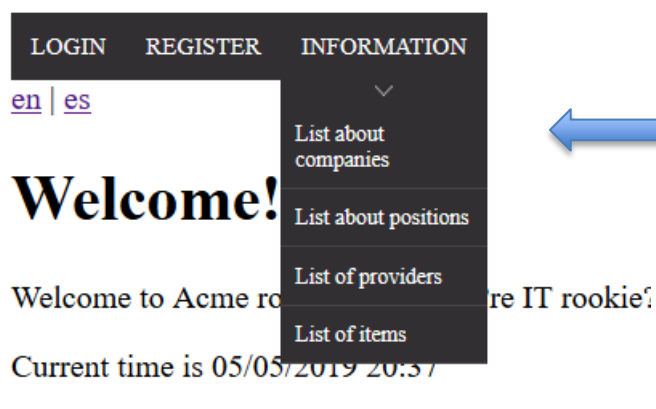 LOGIN REGISTER INFORMATION
en | es
List about
companies
Welcome!
List about positions
List of providers
Welcome to Acme re IT rookie?
List of items
Current time is 05/05/2019 20:37